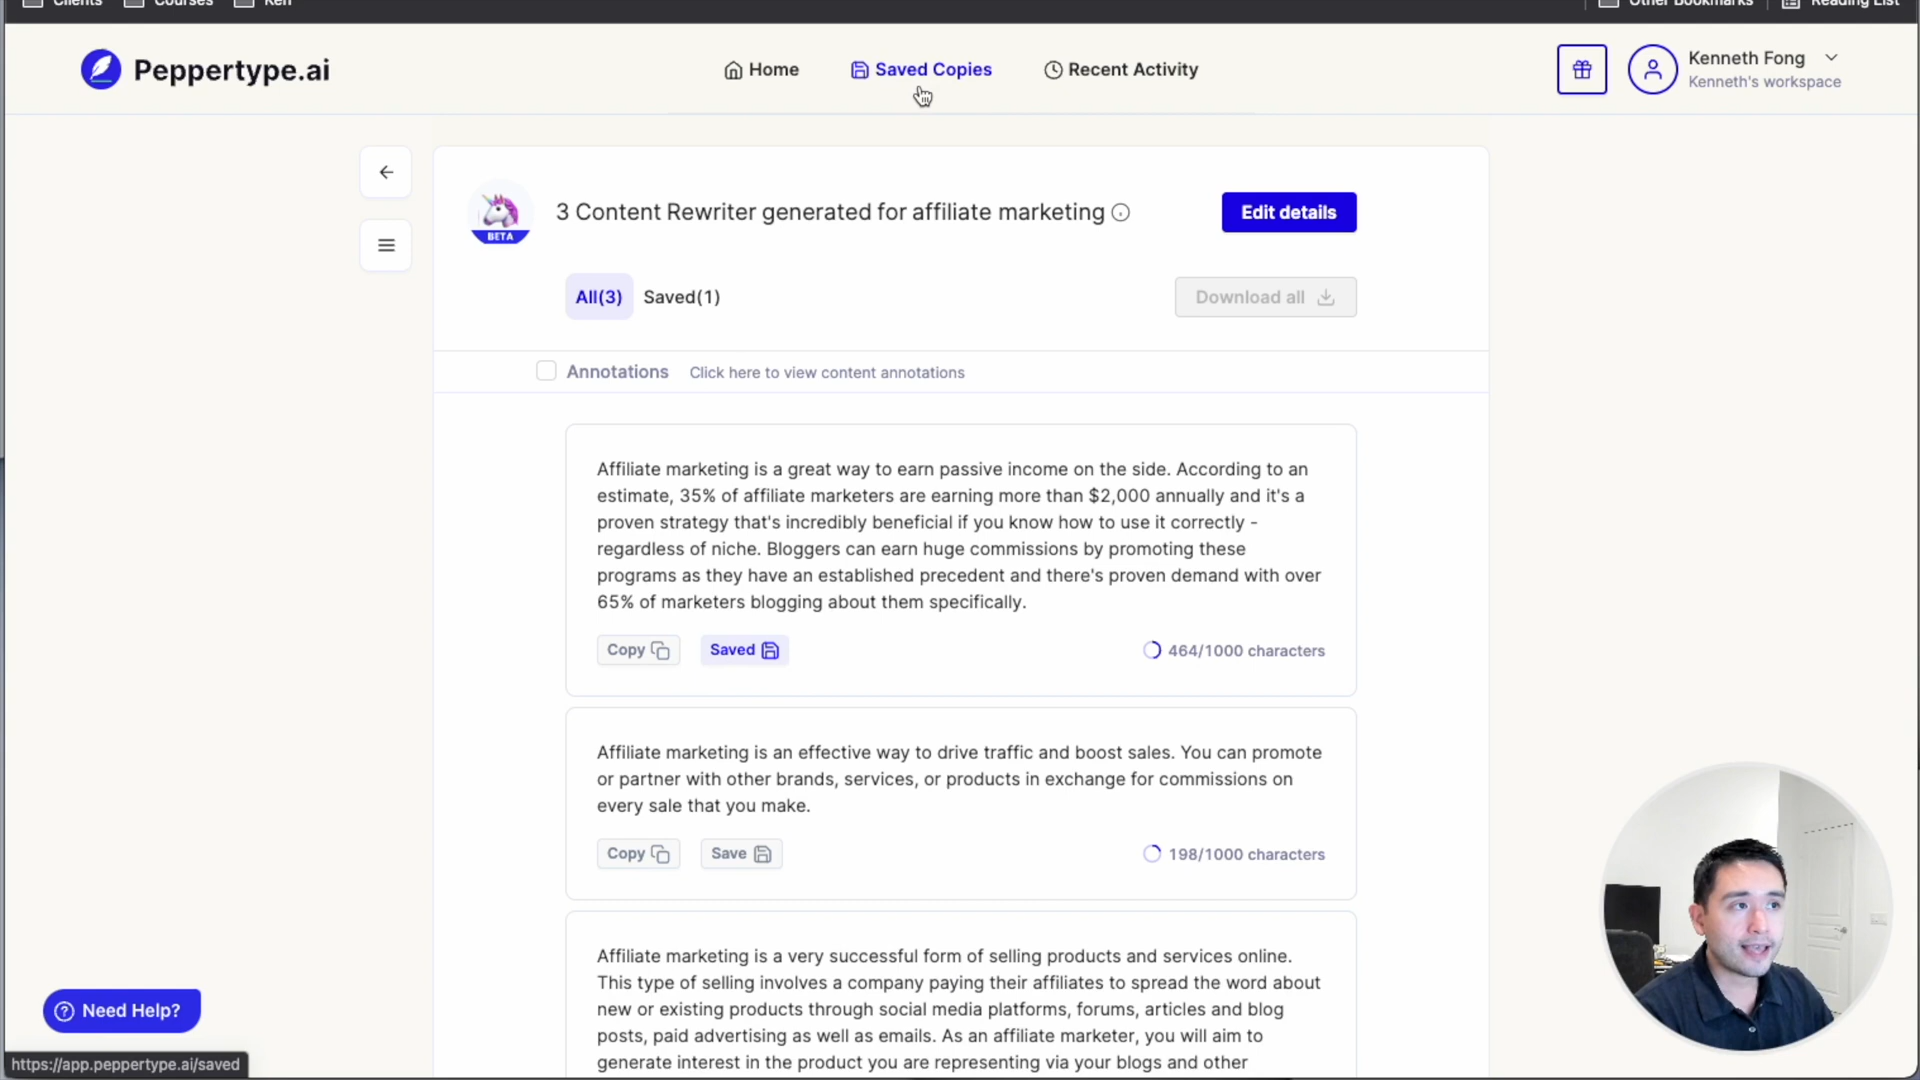 Clients Courses Ken Other Bookmarks Reading List
Peppertype.ai
Home Saved Copies Recent Activity
Kenneth Fong
Kenneth's workspace
BETA
3 Content Rewriter generated for affiliate marketing
Edit details
All(3) Saved(1)
Download all
Annotations Click here to view content annotations
Affiliate marketing is a great way to earn passive income on the side. According to an
estimate, 35% of affiliate marketers are earning more than $2,000 annually and it's a
proven strategy that's incredibly beneficial if you know how to use it correctly -
regardless of niche. Bloggers can earn huge commissions by promoting these
programs as they have an established precedent and there's proven demand with over
65% of marketers blogging about them specifically.
Copy Saved 464/1000 characters
Affiliate marketing is an effective way to drive traffic and boost sales. You can promote
or partner with other brands, services, or products in exchange for commissions on
every sale that you make.
Copy Save 198/1000 characters
Affiliate marketing is a very successful form of selling products and services online.
This type of selling involves a company paying their affiliates to spread the word about
new or existing products through social media platforms, forums, articles and blog
posts, paid advertising as well as emails. As an affiliate marketer, you will aim to
generate interest in the product you are representing via your blogs and other
Need Help?
https://app.peppertype.ai/saved